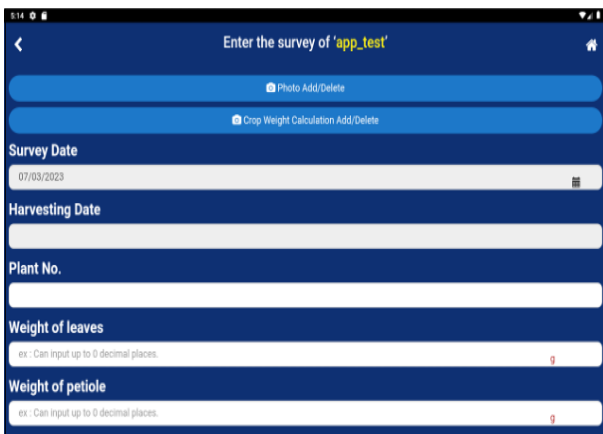 5:14
Enter the survey of 'app_test'
Photo Add/Delete
Crop Weight Calculation Add/Delete
Survey Date
07/03/2023
Harvesting Date
Plant No.
Weight of leaves
ex : Can input up to 0 decimal places.
g
Weight of petiole
ex : Can input up to 0 decimal places.
g